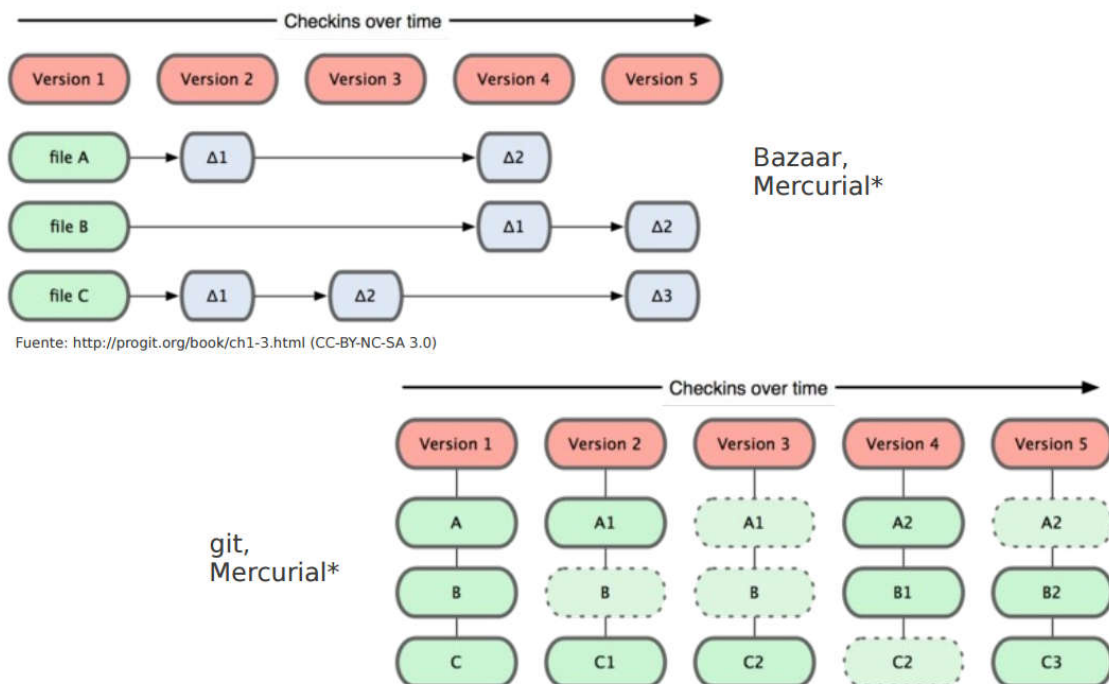 Checkins over time
Version 1 Version 2 Version 3 Version 4 Version 5
file A Δ1 Δ2
Bazaar,
Mercurial*
file B Δ1 Δ2
file C Δ1 Δ2 Δ3
Fuente: http://progit.org/book/ch1-3.html (CC-BY-NC-SA 3.0)
Checkins over time
Version 1 Version 2 Version 3 Version 4 Version 5
A A1 A1 A2 A2
git,
Mercurial*
B B B B1 B2
C C1 C2 C2 C3